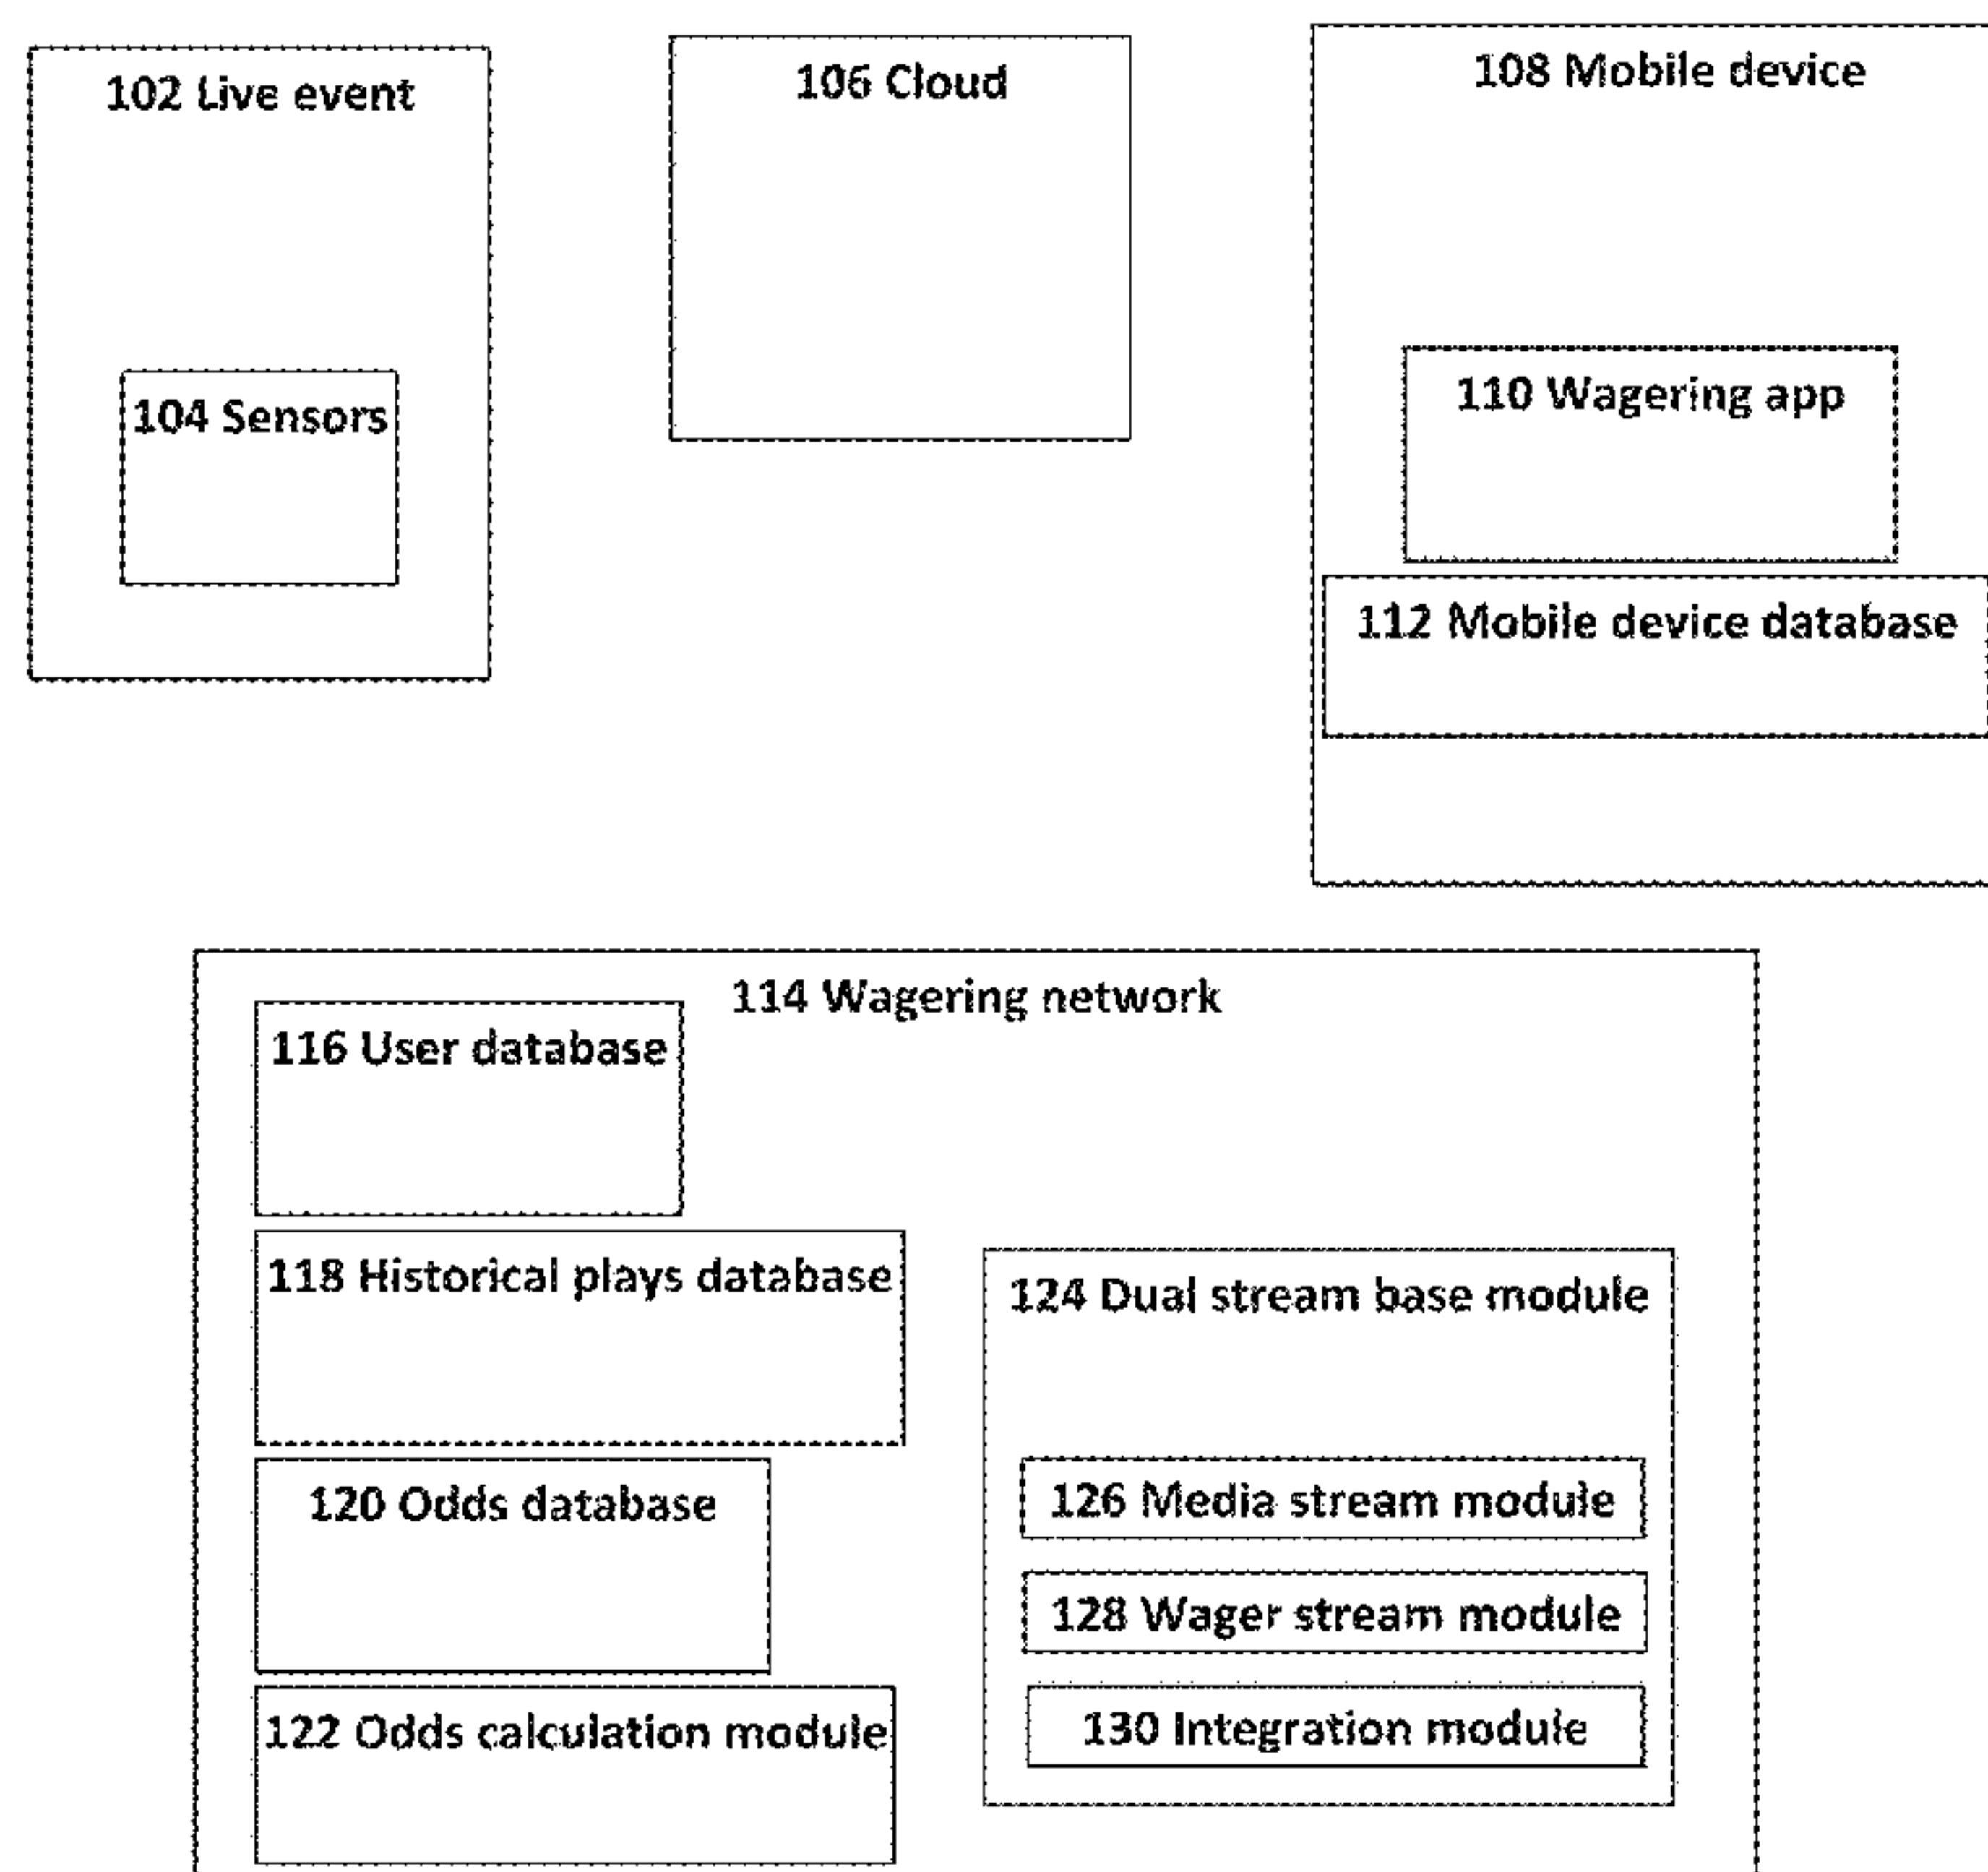 102 Live event
104 Sensors
106 Cloud
108 Mobile device
110 Wagering app
112 Mobile device database
114 Wagering network
116 User database
118 Historical plays database
120 Odds database
122 Odds calculation module
124 Dual stream base module
126 Media stream module
128 Wager stream module
130 Integration module